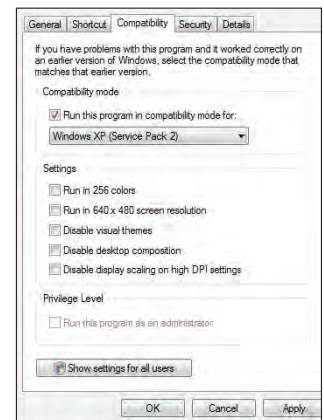 General Shortcut Compatibility Security Details
If you have problems with this program and it worked correctly on
an earlier version of Windows, select the compatibility mode that
matches that earlier version.
Compatibility mode
Run this program in compatibility mode for:
Windows XP (Service Pack 2)
Settings
Run in 256 colors
Run in 640 x 480 screen resolution
Disable visual themes
Disable desktop composition
Disable display scaling on high DPI settings
Privilege Level
Run this program as an administrator
Show settings for all users
OK Cancel Apply